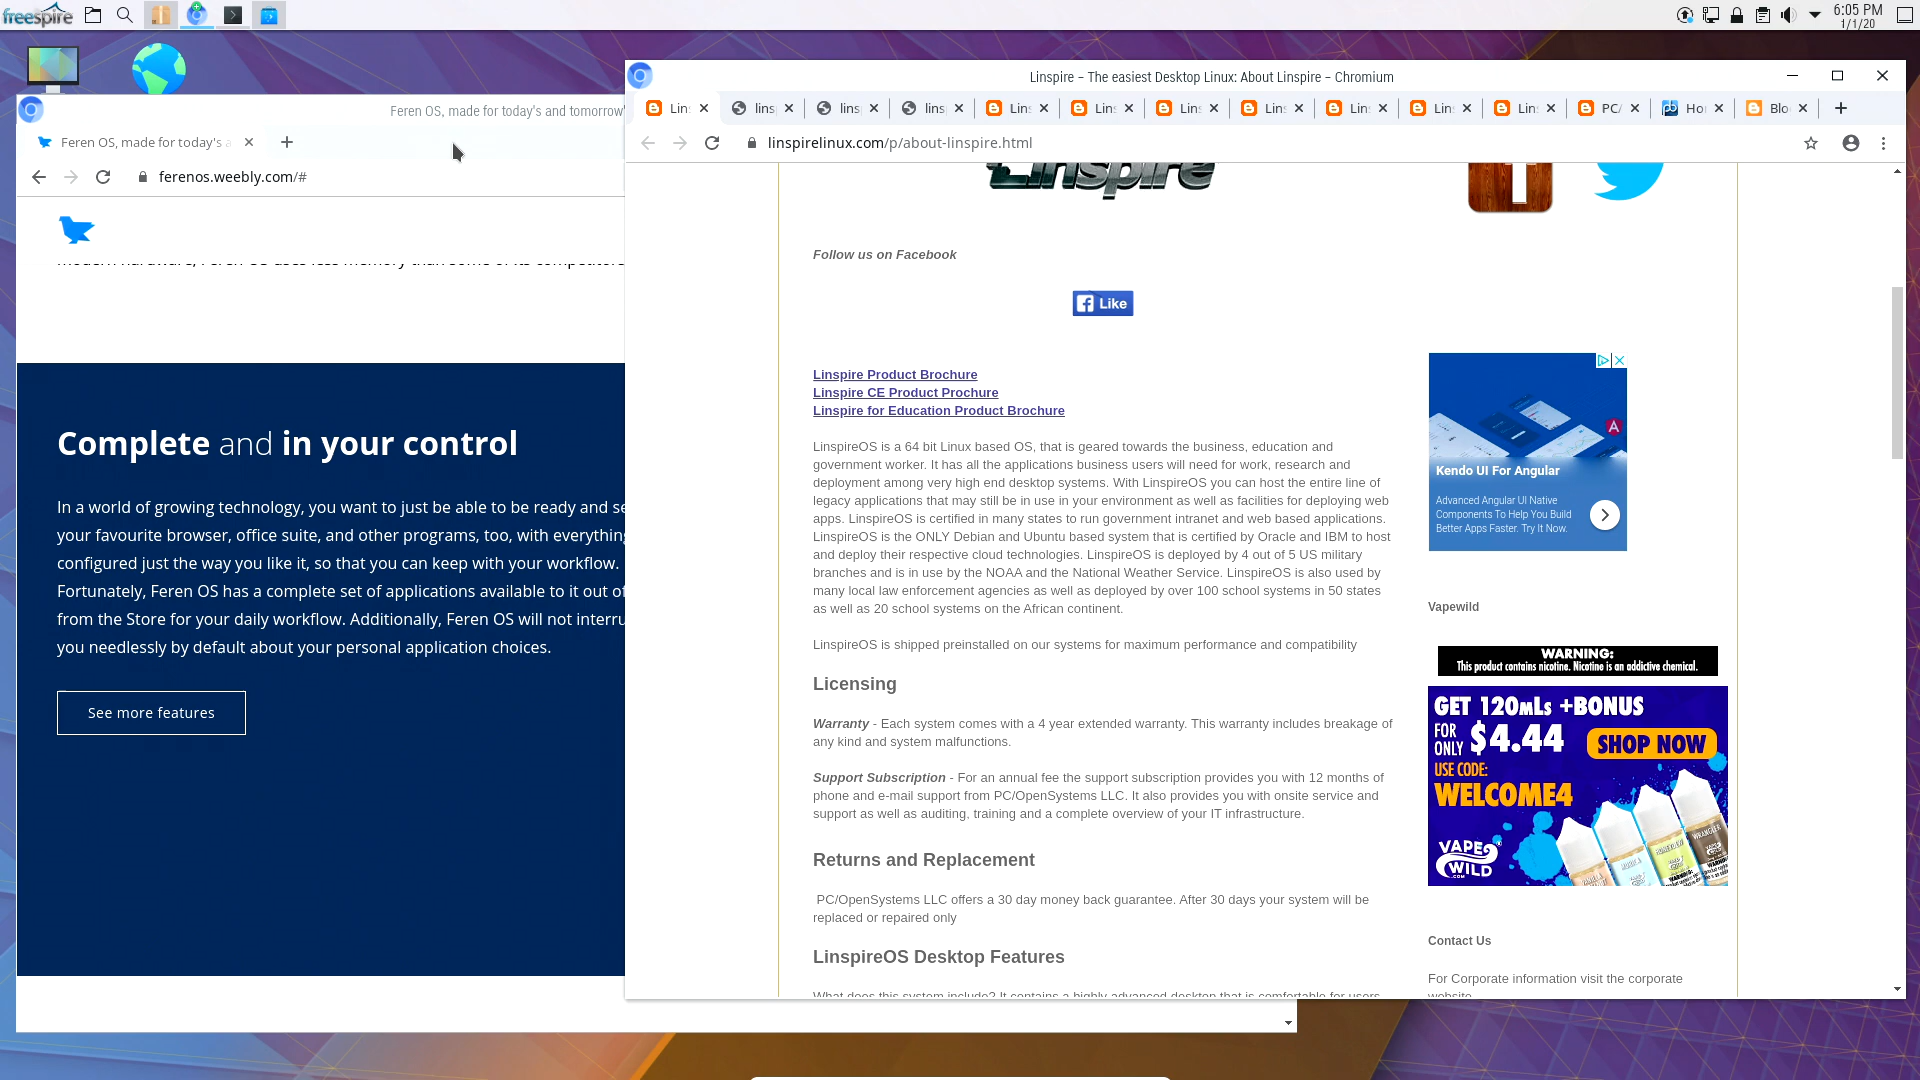 freespire
6:05 PM
1/1/20
Feren OS, made for today's and tomorrow'
Feren OS, made for today's a
ferenos.weebly.com/#
modern hardware, Feren OS uses less memory than some of its competitors
Complete and in your control
In a world of growing technology, you want to just be able to be ready and se
your favourite browser, office suite, and other programs, too, with everything
configured just the way you like it, so that you can keep with your workflow.
Fortunately, Feren OS has a complete set of applications available to it out of
from the Store for your daily workflow. Additionally, Feren OS will not interru
you needlessly by default about your personal application choices.
See more features
Linspire – The easiest Desktop Linux: About Linspire – Chromium
Lin
lins
lins
lins
Lin
Lin
Lin
Lin
Lin
Lin
Lin
PC/
Ho
Blo
linspirelinux.com/p/about-linspire.html
Linspire
Follow us on Facebook
Like
Linspire Product Brochure
Linspire CE Product Prochure
Linspire for Education Product Brochure
LinspireOS is a 64 bit Linux based OS, that is geared towards the business, education and
government worker. It has all the applications business users will need for work, research and
deployment among very high end desktop systems. With LinspireOS you can host the entire line of
legacy applications that may still be in use in your environment as well as facilities for deploying web
apps. LinspireOS is certified in many states to run government intranet and web based applications.
LinspireOS is the ONLY Debian and Ubuntu based system that is certified by Oracle and IBM to host
and deploy their respective cloud technologies. LinspireOS is deployed by 4 out of 5 US military
branches and is in use by the NOAA and the National Weather Service. LinspireOS is also used by
many local law enforcement agencies as well as deployed by over 100 school systems in 50 states
as well as 20 school systems on the African continent.
LinspireOS is shipped preinstalled on our systems for maximum performance and compatibility
Licensing
Warranty - Each system comes with a 4 year extended warranty. This warranty includes breakage of
any kind and system malfunctions.
Support Subscription - For an annual fee the support subscription provides you with 12 months of
phone and e-mail support from PC/OpenSystems LLC. It also provides you with onsite service and
support as well as auditing, training and a complete overview of your IT infrastructure.
Returns and Replacement
PC/OpenSystems LLC offers a 30 day money back guarantee. After 30 days your system will be
replaced or repaired only
LinspireOS Desktop Features
What does this system include? It contains a highly advanced desktop that is comfortable for users
A
Kendo UI For Angular
Advanced Angular UI Native
Components To Help You Build
Better Apps Faster. Try It Now.
Vapewild
WARNING:
This product contains nicotine. Nicotine is an addictive chemical.
GET 120mLs +BONUS
FOR ONLY $4.44
SHOP NOW
USE CODE:
WELCOME4
VAPE WILD .COM
WRANGLER
Contact Us
For Corporate information visit the corporate
website